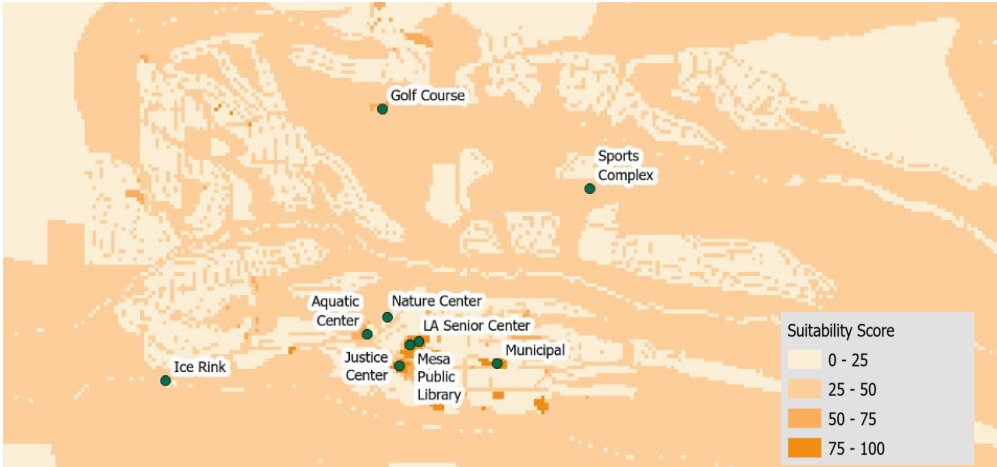 Golf Course
Sports
Complex
Nature Center
Aquatic
Center
LA Senior Center
Municipal
Justice
Center
Mesa
Public
Library
Ice Rink
Suitability Score
0 - 25
25 - 50
50 - 75
75 - 100